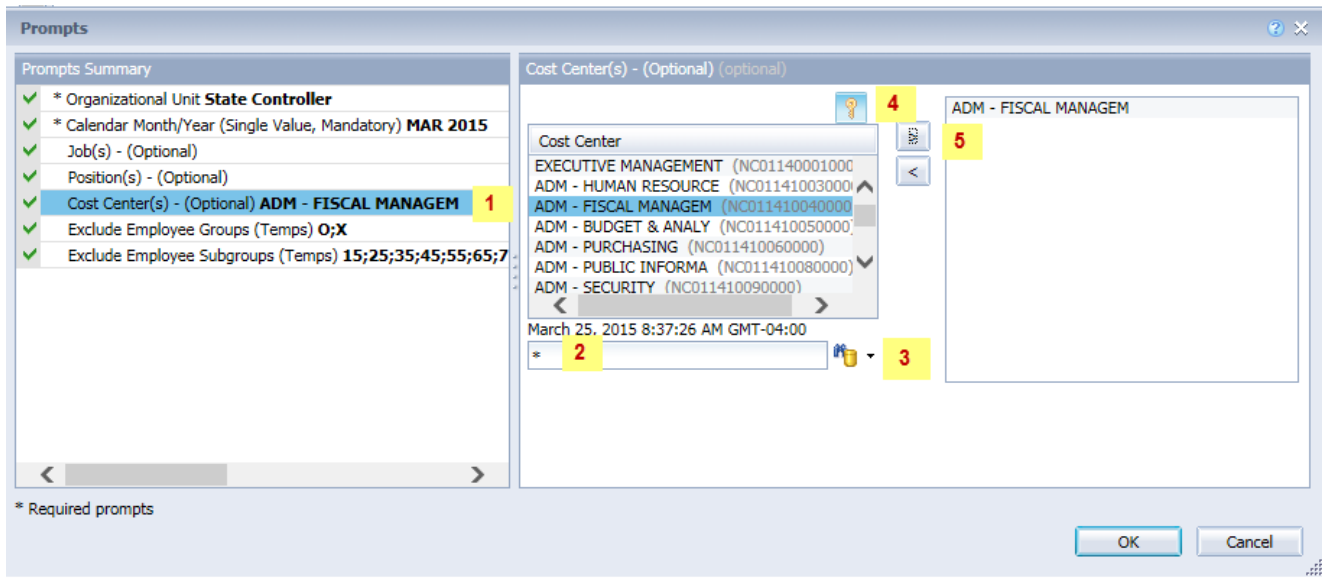 Prompts
Prompts Summary
* Organizational Unit State Controller
* Calendar Month/Year (Single Value, Mandatory) MAR 2015
Job(s) - (Optional)
Position(s) - (Optional)
Cost Center(s) - (Optional) ADM - FISCAL MANAGEM 1
Exclude Employee Groups (Temps) O;X
Exclude Employee Subgroups (Temps) 15;25;35;45;55;65;7
* Required prompts
Cost Center(s) - (Optional) (optional)
4
Cost Center
5
<
EXECUTIVE MANAGEMENT (NC01140001000
ADM - HUMAN RESOURCE (NC01141003000
ADM - FISCAL MANAGEM (NC011410040000
ADM - BUDGET & ANALY (NC011410050000)
ADM - PURCHASING (NC011410060000)
ADM - PUBLIC INFORMA (NC011410080000)
ADM - SECURITY (NC011410090000)
March 25, 2015 8:37:26 AM GMT-04:00
* 2
3
ADM - FISCAL MANAGEM
OK
Cancel